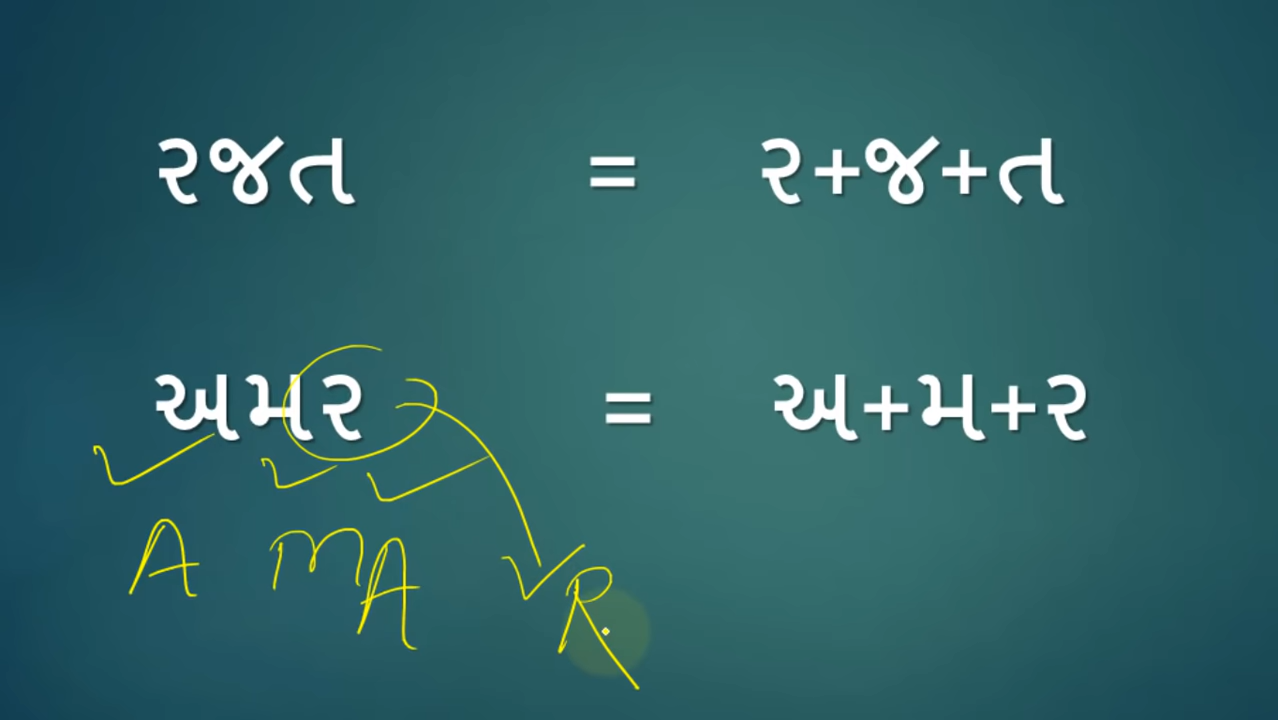 રજત = ર+જ+ત
અમર = અ+મ+ર
A MA R